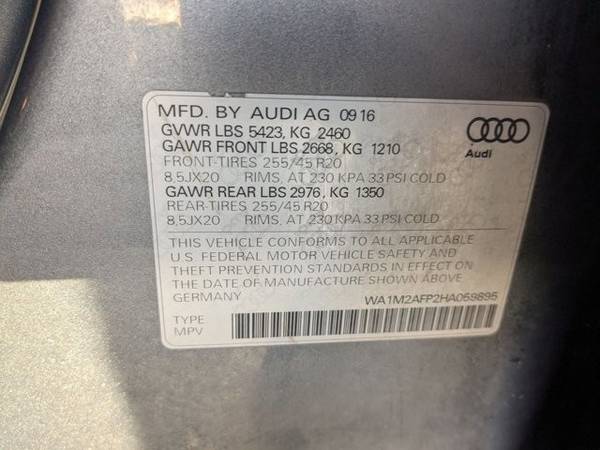 MFD. BY AUDI AG 09 16
GVWR LBS 5423, KG 2460
GAWR FRONT LBS 2668, KG 1210
FRONT-TIRES 255/45 R20
8,5JX20 RIMS, AT 230 KPA 33 PSI COLD
GAWR REAR LBS 2976, KG 1350
REAR-TIRES 255/45 R20
8,5JX20 RIMS, AT 230 KPA 33 PSI COLD
Audi
THIS VEHICLE CONFORMS TO ALL APPLICABLE
U.S. FEDERAL MOTOR VEHICLE SAFETY AND
THEFT PREVENTION STANDARDS IN EFFECT ON
THE DATE OF MANUFACTURE SHOWN ABOVE
GERMANY WA1M2AFP2HA059895
TYPE
MPV